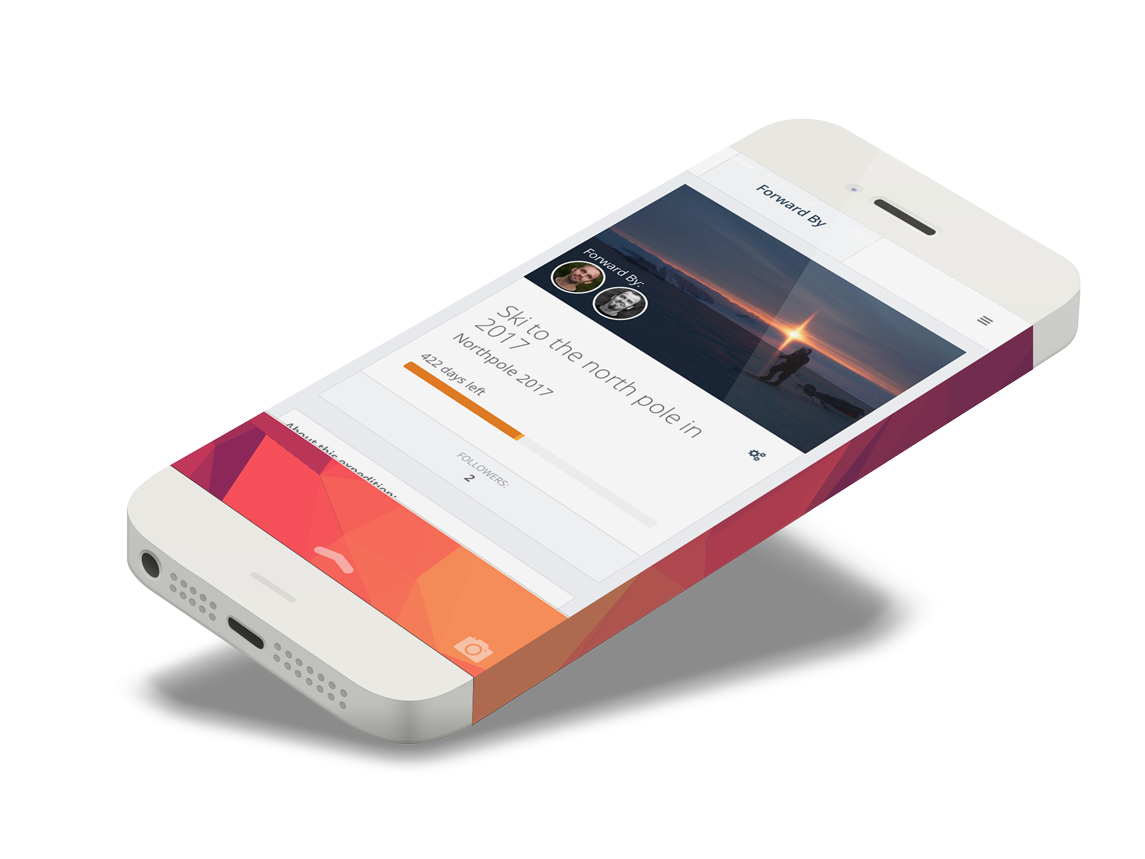 Forward By
Forward By:
Ski to the north pole in
2017
Northpole 2017
422 days left
FOLLOWERS:
2
About this expedition: